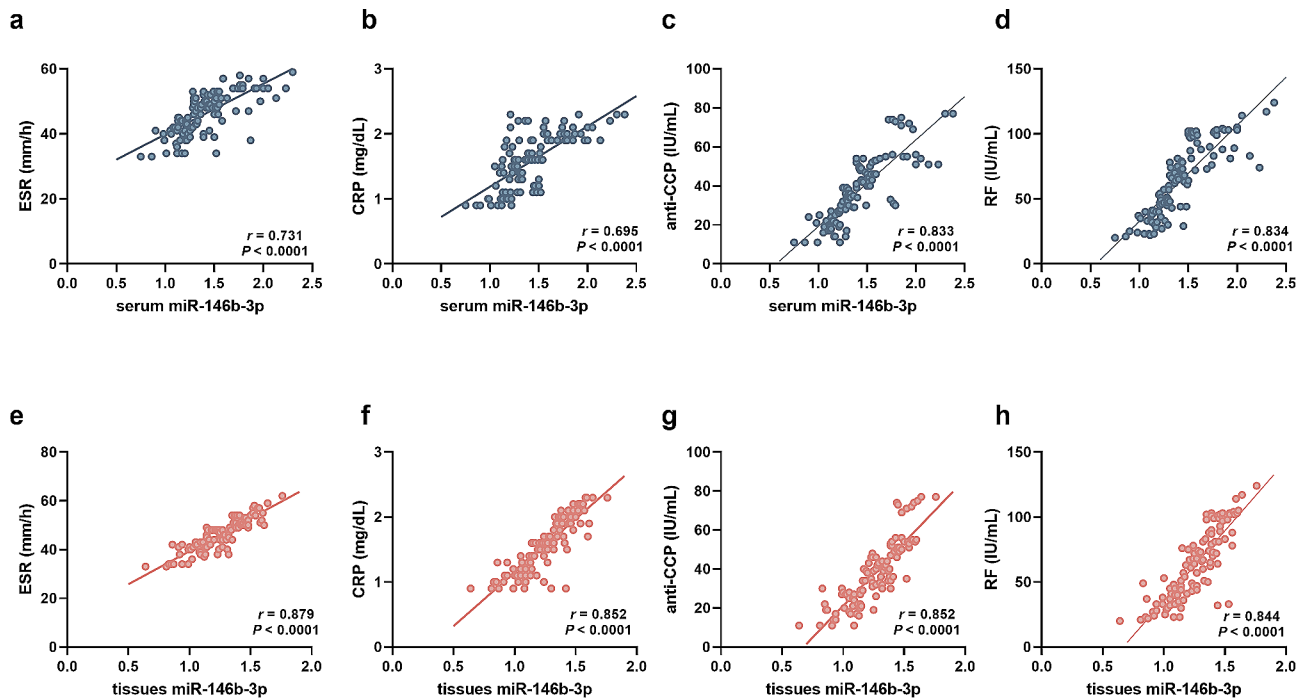 a
ESR (mm/h)
60
40
20
0
0.0 0.5 1.0 1.5 2.0 2.5
serum miR-146b-3p
r = 0.731
P < 0.0001
b
CRP (mg/dL)
3
2
1
0
0.0 0.5 1.0 1.5 2.0 2.5
serum miR-146b-3p
r = 0.695
P < 0.0001
c
anti-CCP (IU/mL)
100
80
60
40
20
0
0.0 0.5 1.0 1.5 2.0 2.5
serum miR-146b-3p
r = 0.833
P < 0.0001
d
RF (IU/mL)
150
100
50
0
0.0 0.5 1.0 1.5 2.0 2.5
serum miR-146b-3p
r = 0.834
P < 0.0001
e
ESR (mm/h)
80
60
40
20
0
0.0 0.5 1.0 1.5 2.0
tissues miR-146b-3p
r = 0.879
P < 0.0001
f
CRP (mg/dL)
3
2
1
0
0.0 0.5 1.0 1.5 2.0
tissues miR-146b-3p
r = 0.852
P < 0.0001
g
anti-CCP (IU/mL)
100
80
60
40
20
0
0.0 0.5 1.0 1.5 2.0
tissues miR-146b-3p
r = 0.852
P < 0.0001
h
RF (IU/mL)
150
100
50
0
0.0 0.5 1.0 1.5 2.0
tissues miR-146b-3p
r = 0.844
P < 0.0001